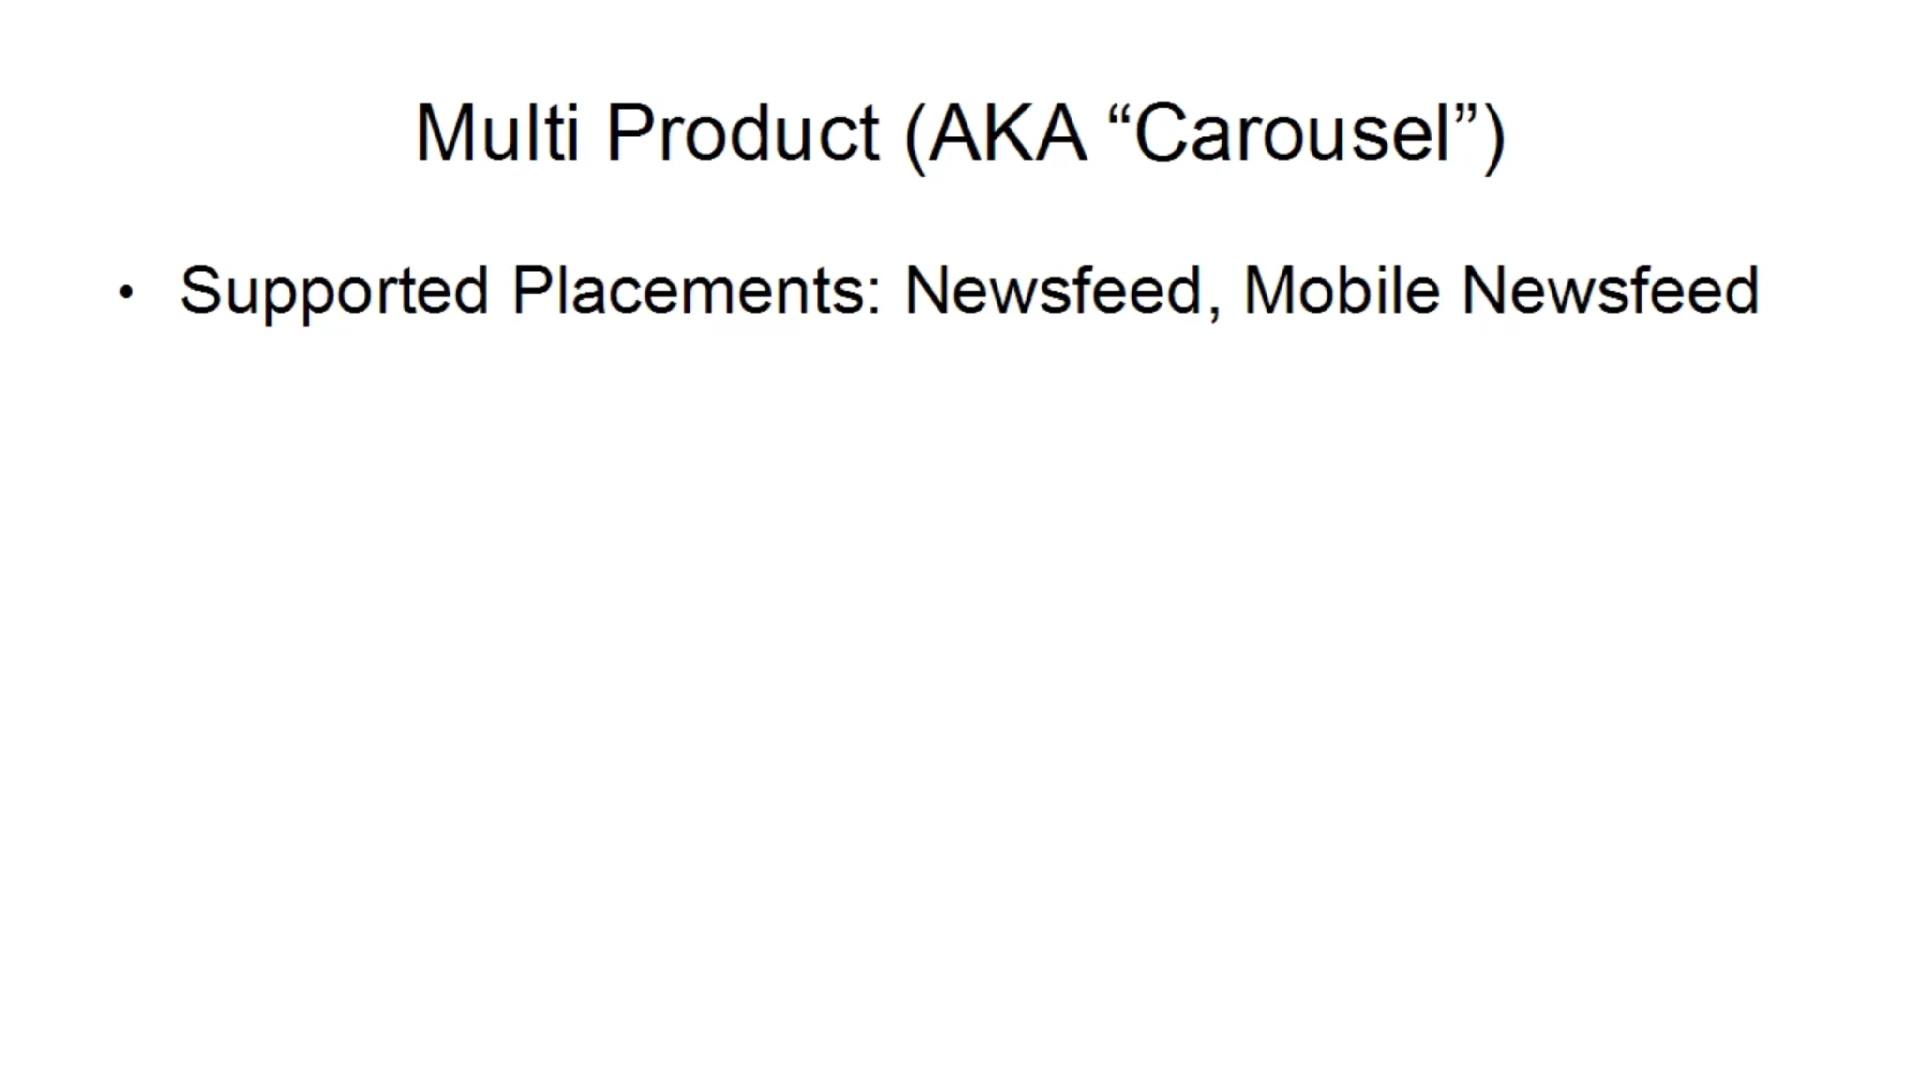 Multi Product (AKA “Carousel”)
• Supported Placements: Newsfeed, Mobile Newsfeed